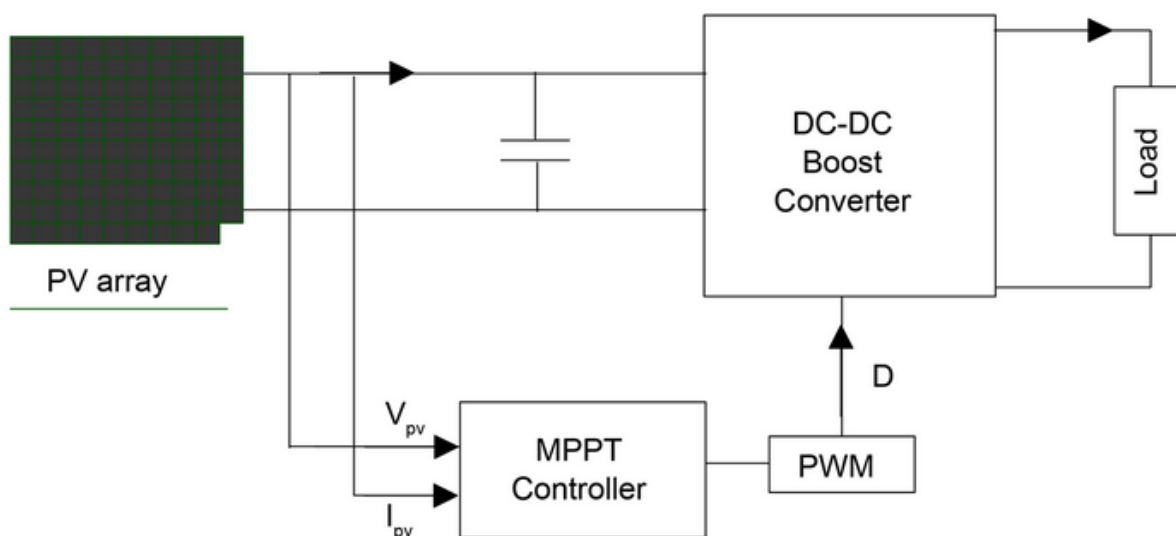 DC-DC
Boost
Converter
Load
PV array
D
Vpv
MPPT
Controller
PWM
Ipv